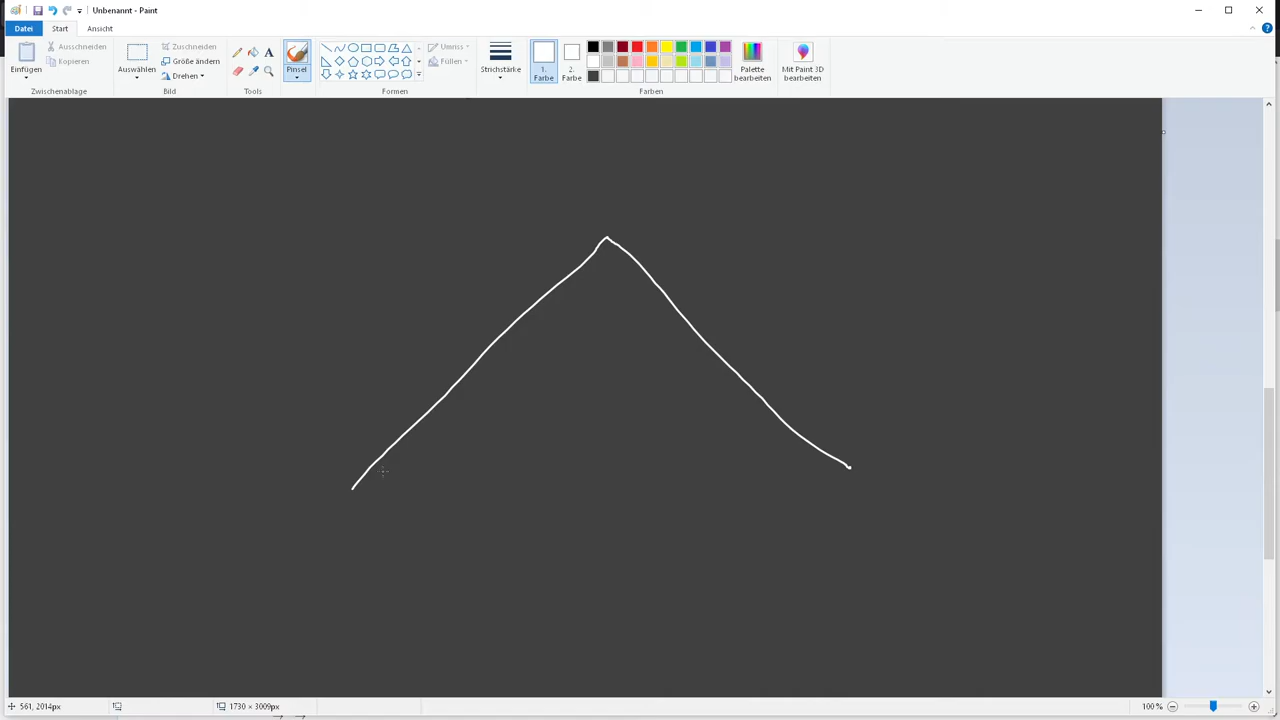 Unbenannt - Paint
Datei Start Ansicht
Einfügen
Ausschneiden
Kopieren
Zwischenablage
Auswählen
Zuschneiden
Größe ändern
Drehen
Bild
A
Tools
Pinsel
Umriss
Füllen
Formen
Strichstärke
1.
Farbe
2.
Farbe
Palette
bearbeiten
Farben
Mit Paint 3D
bearbeiten
561, 2014px
1730 × 3009px
100 %